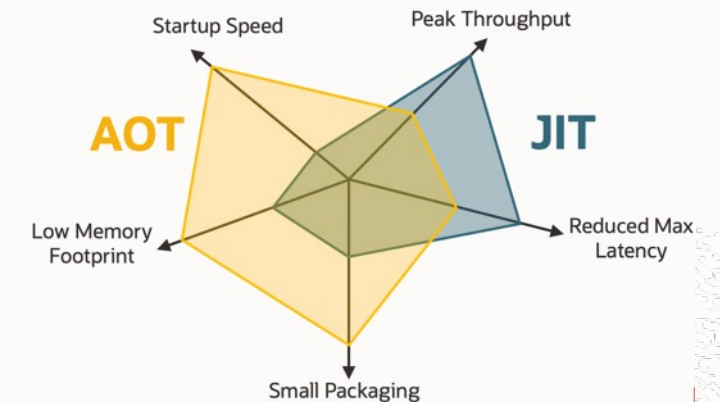 Startup Speed
Peak Throughput
AOT
JIT
Low Memory
Footprint
Reduced Max
Latency
Small Packaging